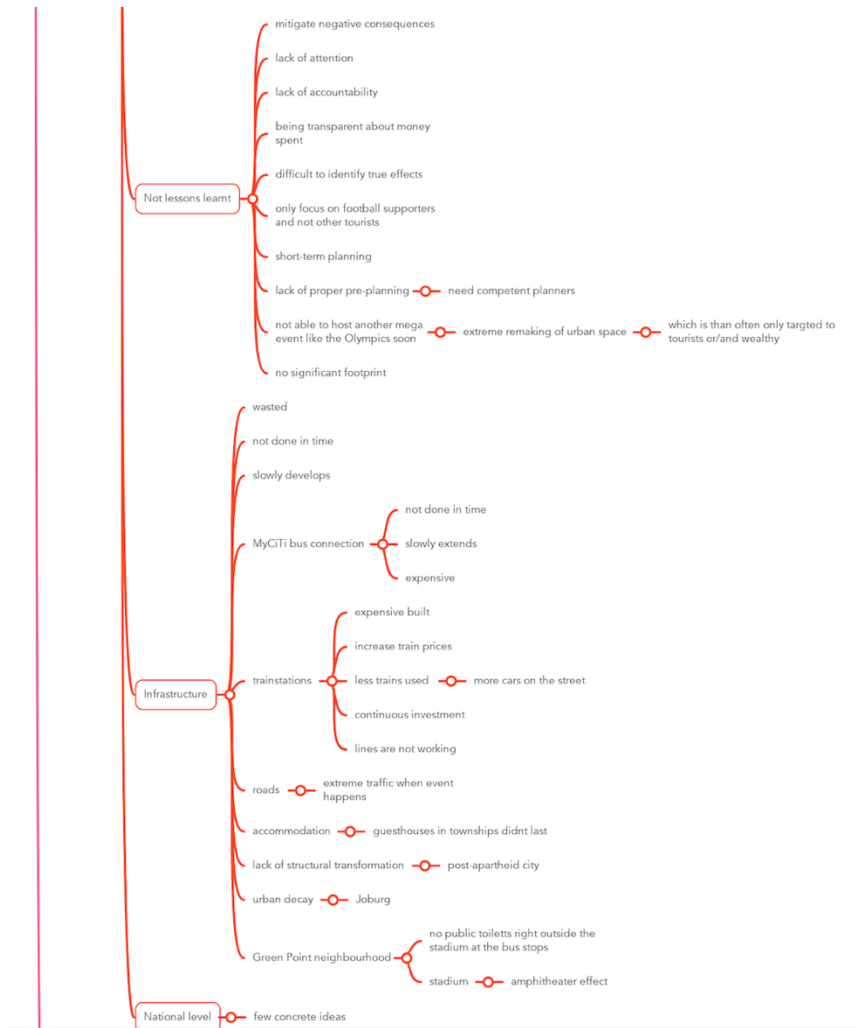 mitigate negative consequences
lack of attention
lack of accountability
being transparent about money
spent
difficult to identify true effects
Not lessons learnt
only focus on football supporters
and not other tourists
short-term planning
lack of proper pre-planning
need competent planners
not able to host another mega
event like the Olympics soon
extreme remaking of urban space
which is than often only targted to
tourists or/and wealthy
no significant footprint
wasted
not done in time
slowly develops
MyCiTi bus connection
not done in time
slowly extends
expensive
Infrastructure
trainstations
expensive built
increase train prices
less trains used
more cars on the street
continuous investment
lines are not working
roads
extreme traffic when event
happens
accommodation
guesthouses in townships didnt last
lack of structural transformation
post-apartheid city
urban decay
Joburg
Green Point neighbourhood
no public toiletts right outside the
stadium at the bus stops
stadium
amphitheater effect
National level
few concrete ideas